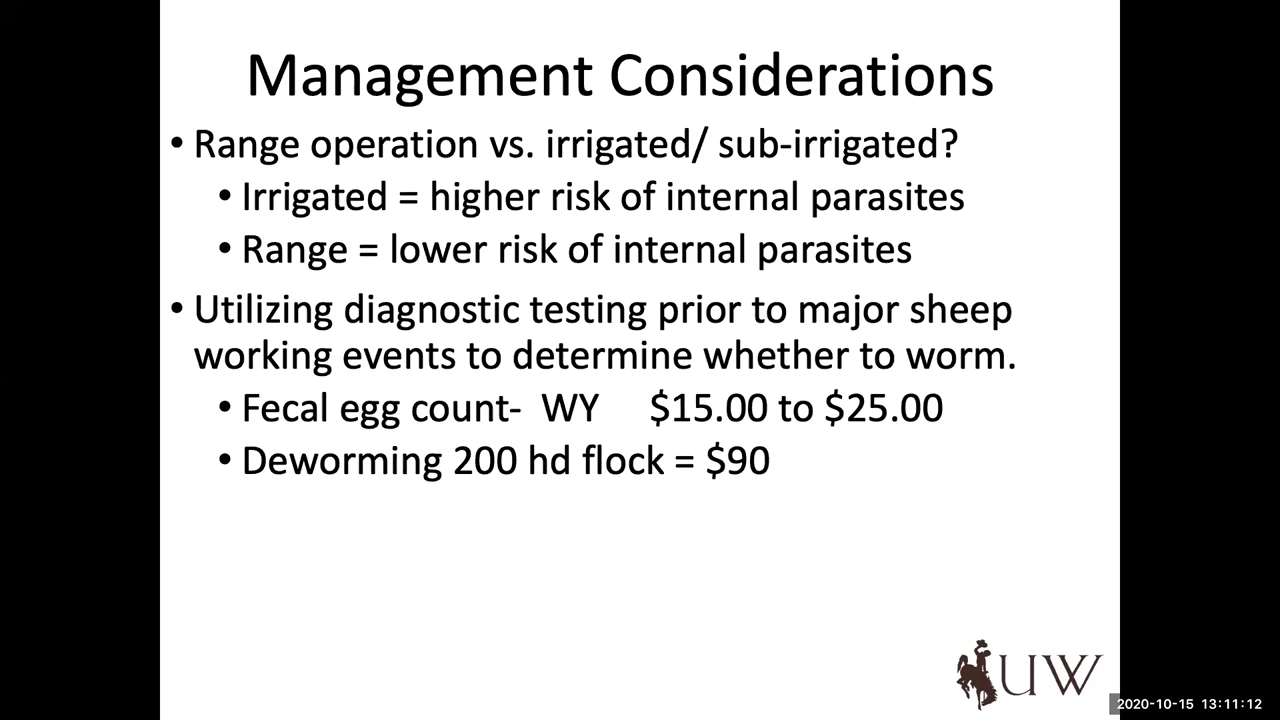 Management Considerations
• Range operation vs. irrigated/ sub-irrigated?
• Irrigated = higher risk of internal parasites
• Range = lower risk of internal parasites
• Utilizing diagnostic testing prior to major sheep
working events to determine whether to worm.
• Fecal egg count- WY $15.00 to $25.00
• Deworming 200 hd flock = $90
UW
2020-10-15 13:11:12